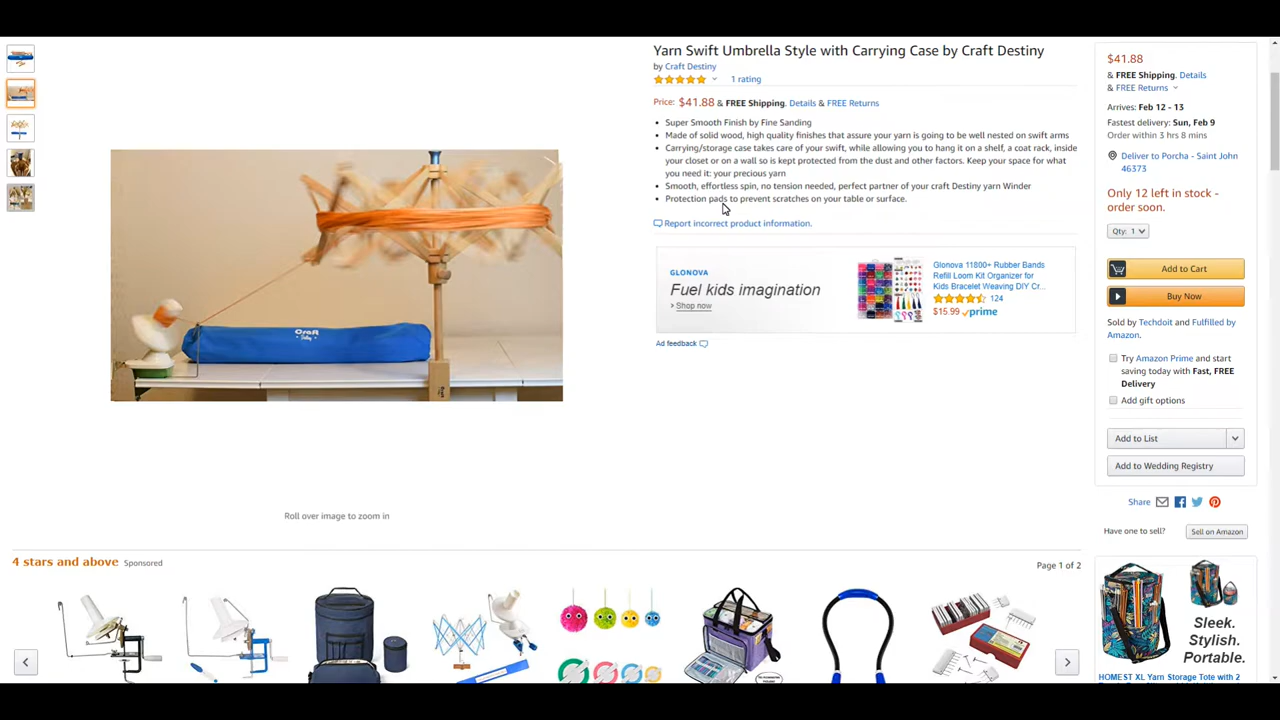 Yarn Swift Umbrella Style with Carrying Case by Craft Destiny
by Craft Destiny
1 rating
Price: $41.88 & FREE Shipping. Details & FREE Returns
Super Smooth Finish by Fine Sanding
Made of solid wood, high quality finishes that assure your yarn is going to be well nested on swift arms
Carrying/storage case takes care of your swift, while allowing you to hang it on a shelf, a coat rack, inside
your closet or on a wall so is kept protected from the dust and other factors. Keep your space for what
you need it: your precious yarn
Smooth, effortless spin, no tension needed, perfect partner of your craft Destiny yarn Winder
Protection pads to prevent scratches on your table or surface.
Report incorrect product information.
GLONOVA
Fuel kids imagination
> Shop now
Glonova 11800+ Rubber Bands
Refill Loom Kit Organizer for
Kids Bracelet Weaving DIY Cr...
124
$15.99 prime
Ad feedback
Craft
Roll over image to zoom in
$41.88
& FREE Shipping. Details
& FREE Returns
Arrives: Feb 12 - 13
Fastest delivery: Sun, Feb 9
Order within 3 hrs 8 mins
Deliver to Porcha - Saint John
46373
Only 12 left in stock -
order soon.
Qty: 1
Add to Cart
Buy Now
Sold by Techdoit and Fulfilled by
Amazon.
Try Amazon Prime and start
saving today with Fast, FREE
Delivery
Add gift options
Add to List
Add to Wedding Registry
Share
Have one to sell?
Sell on Amazon
4 stars and above Sponsored
Page 1 of 2
Sleek.
Stylish.
Portable.
HOMEST XL Yarn Storage Tote with 2